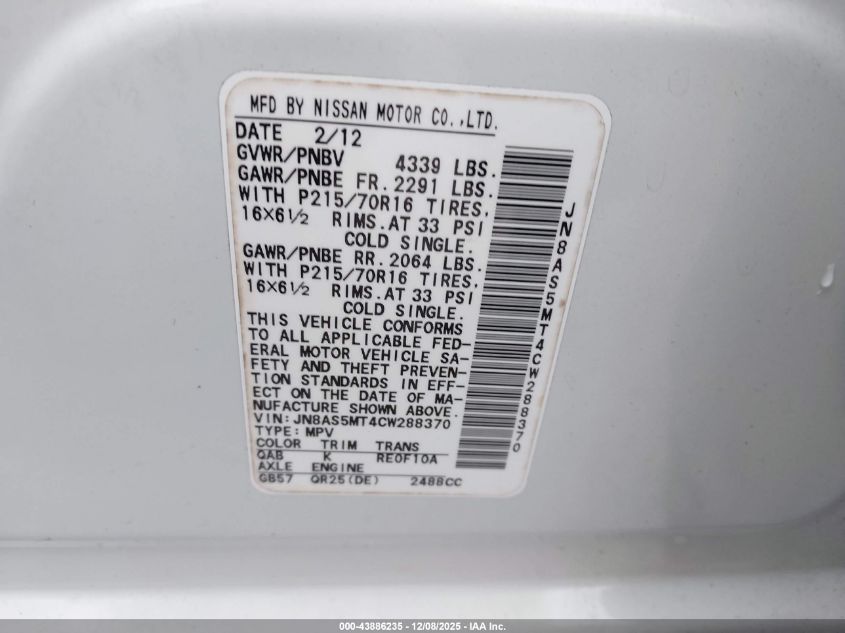 MFD BY NISSAN MOTOR CO.,LTD.
DATE 2/12
GVWR/PNBV 4339 LBS.
GAWR/PNBE FR. 2291 LBS.
WITH P215/70R16 TIRES,
16X6½ RIMS.AT 33 PSI
COLD SINGLE.
GAWR/PNBE RR. 2064 LBS.
WITH P215/70R16 TIRES,
16X6½ RIMS.AT 33 PSI
COLD SINGLE.
THIS VEHICLE CONFORMS
TO ALL APPLICABLE FED-
ERAL MOTOR VEHICLE SA-
FETY AND THEFT PREVEN-
TION STANDARDS IN EFF-
ECT ON THE DATE OF MA-
NUFACTURE SHOWN ABOVE.
VIN: JN8AS5MT4CW288370
TYPE: MPV
COLOR TRIM TRANS
QAB K RE0F10A
AXLE ENGINE
GB57 QR25(DE) 2488CC
JN8AS5MT4CW288370
000-43886235 - 12/08/2025 - IAA Inc.